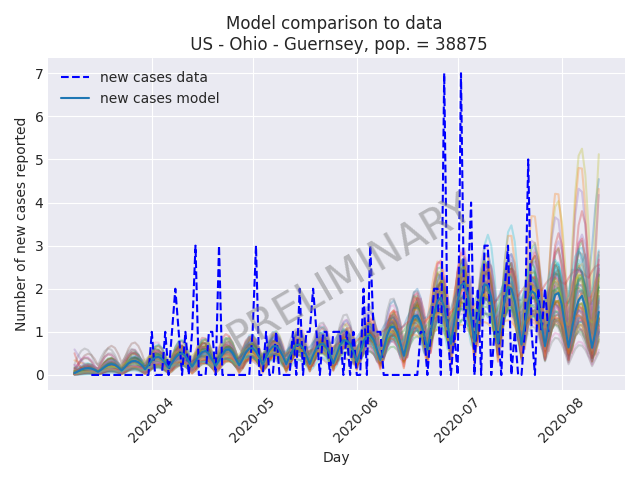 Model comparison to data
US - Ohio - Guernsey, pop. = 38875
new cases data
new cases model
PRELIMINARY
Number of new cases reported
7
6
5
4
3
2
1
0
2020-04
2020-05
2020-06
2020-07
2020-08
Day